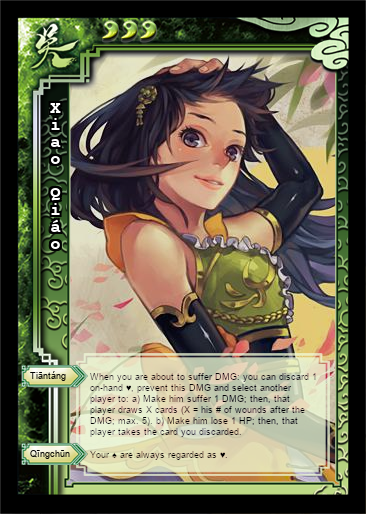 吳
Xiao Qiáo
Tiāntáng
When you are about to suffer DMG: you can discard 1
on-hand ♥, prevent this DMG and select another
player to: a) Make him suffer 1 DMG; then, that
player draws X cards (X = his # of wounds after the
DMG; max. 5). b) Make him lose 1 HP; then, that
player takes the card you discarded.
Qīngchūn
Your ♠ are always regarded as ♥.